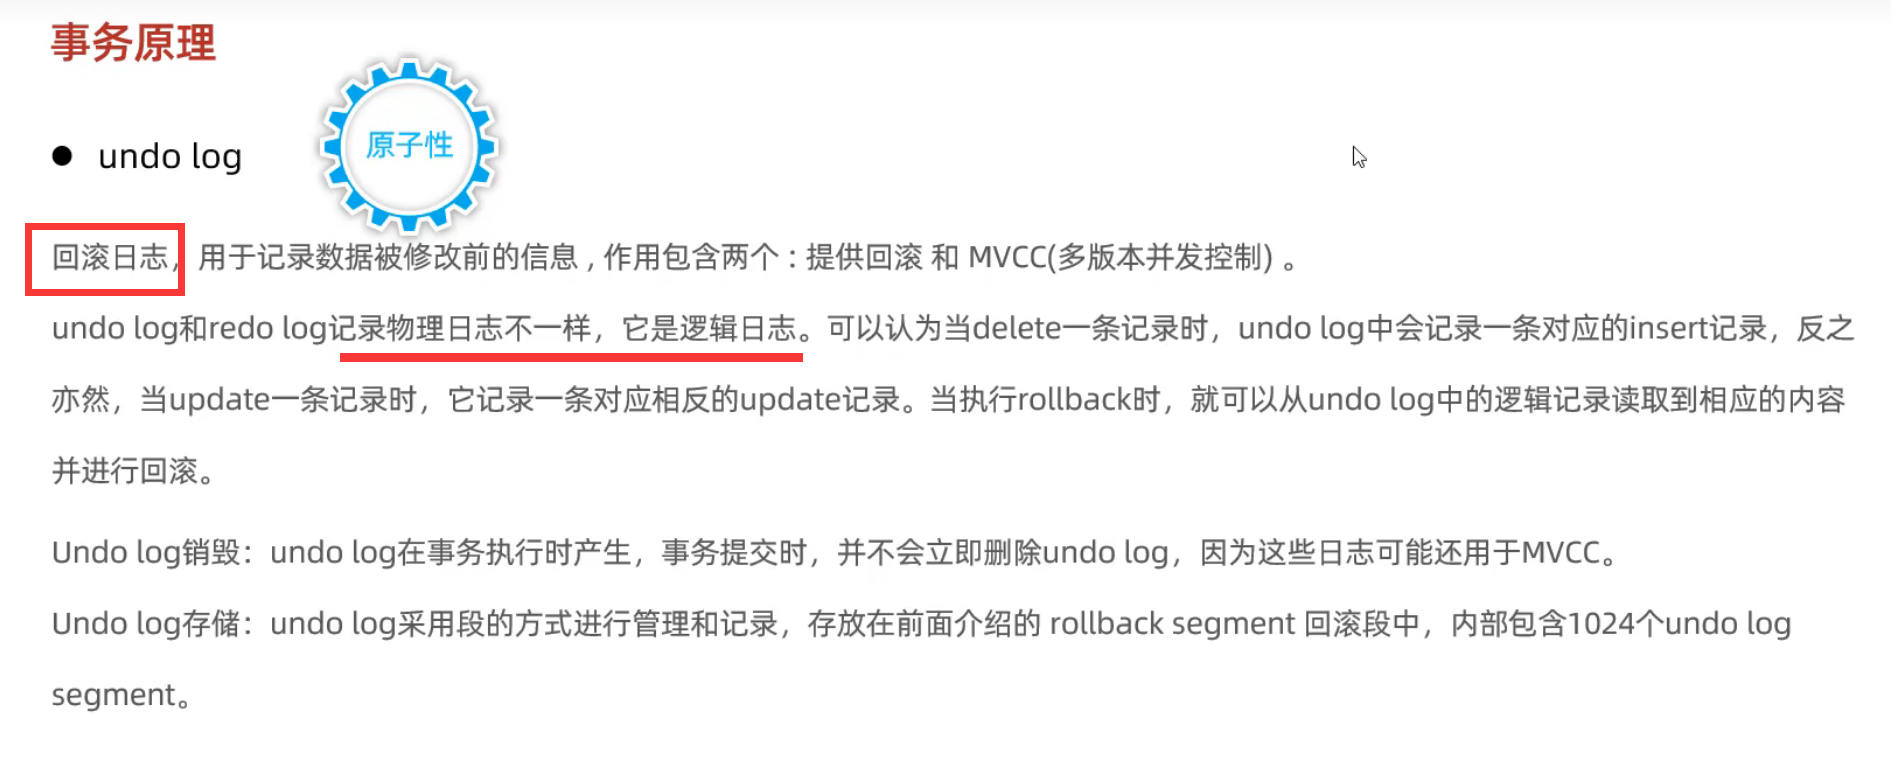 事务原理
原子性
● undo log
回滚日志，用于记录数据被修改前的信息 , 作用包含两个 : 提供回滚 和 MVCC(多版本并发控制) 。
undo log和redo log记录物理日志不一样，它是逻辑日志。可以认为当delete一条记录时，undo log中会记录一条对应的insert记录，反之
亦然，当update一条记录时，它记录一条对应相反的update记录。当执行rollback时，就可以从undo log中的逻辑记录读取到相应的内容
并进行回滚。
Undo log销毁：undo log在事务执行时产生，事务提交时，并不会立即删除undo log，因为这些日志可能还用于MVCC。
Undo log存储：undo log采用段的方式进行管理和记录，存放在前面介绍的 rollback segment 回滚段中，内部包含1024个undo log
segment。